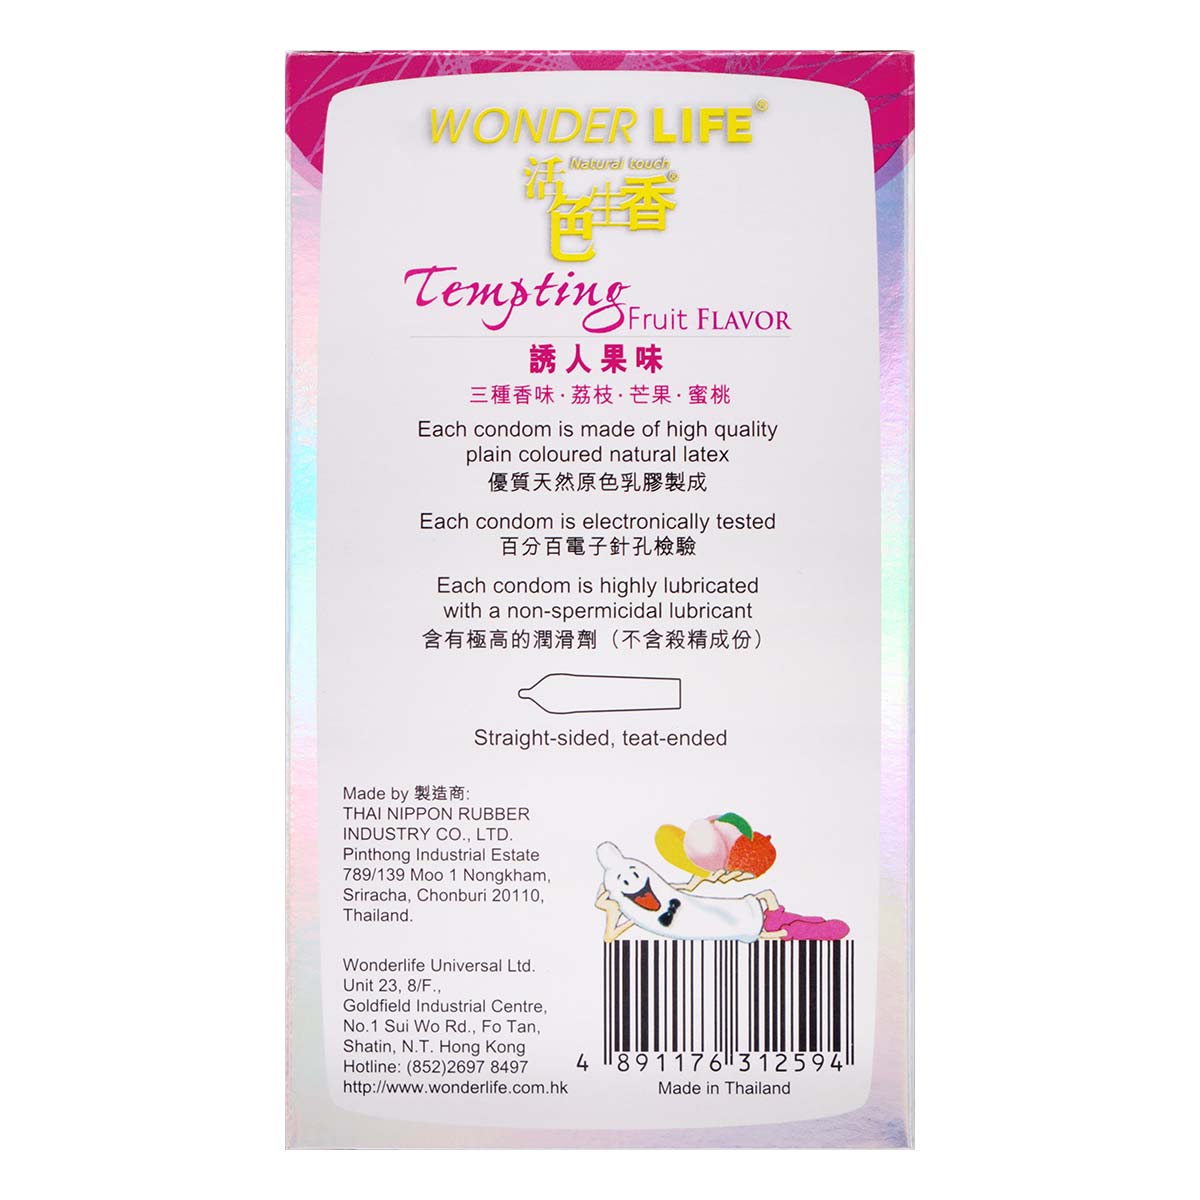 WONDER LIFE®
Natural touch
活色生香®
Tempting
Fruit FLAVOR
誘人果味
三種香味·荔枝·芒果·蜜桃
Each condom is made of high quality
plain coloured natural latex
優質天然原色乳膠製成
Each condom is electronically tested
百分百電子針孔檢驗
Each condom is highly lubricated
with a non-spermicidal lubricant
含有極高的潤滑劑（不含殺精成份）
Straight-sided, teat-ended
Made by 製造商:
THAI NIPPON RUBBER
INDUSTRY CO., LTD.
Pinthong Industrial Estate
789/139 Moo 1 Nongkham,
Sriracha, Chonburi 20110,
Thailand.
Wonderlife Universal Ltd.
Unit 23, 8/F.,
Goldfield Industrial Centre,
No.1 Sui Wo Rd., Fo Tan,
Shatin, N.T. Hong Kong
Hotline: (852)2697 8497
http://www.wonderlife.com.hk
4 891176 312594
Made in Thailand